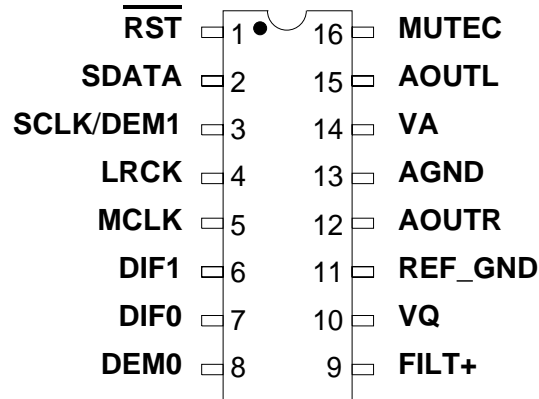 RST 1 16 MUTEC
SDATA 2 15 AOUTL
SCLK/DEM1 3 14 VA
LRCK 4 13 AGND
MCLK 5 12 AOUTR
DIF1 6 11 REF_GND
DIF0 7 10 VQ
DEM0 8 9 FILT+